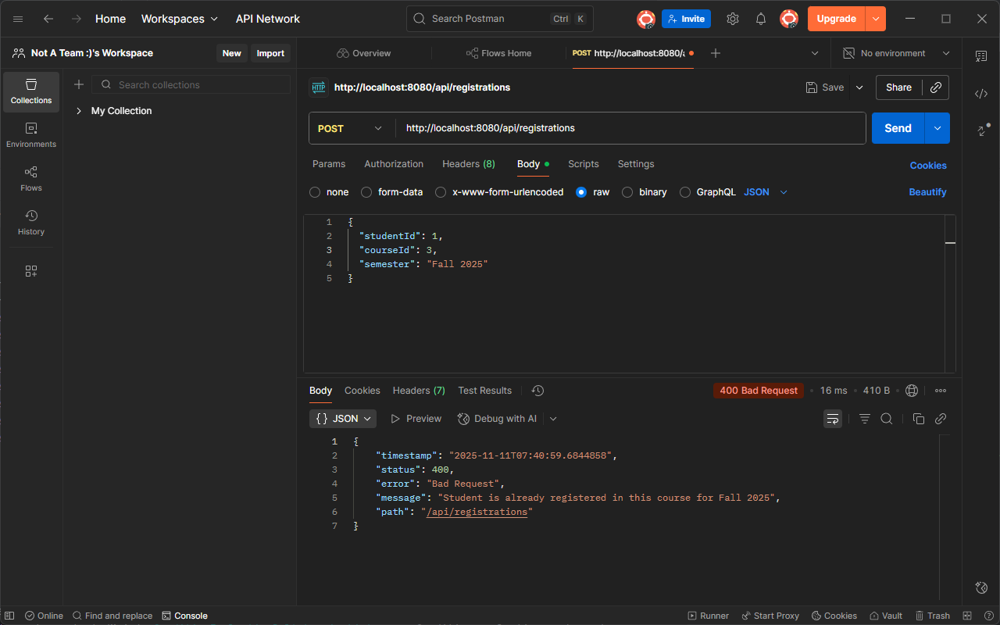 Home Workspaces API Network Search Postman Ctrl K Invite Upgrade
Not A Team :)'s Workspace New Import Overview Flows Home POST http://localhost:8080/a No environment
Collections
Search collections
My Collection
Environments
Flows
History
HTTP http://localhost:8080/api/registrations Save Share
POST http://localhost:8080/api/registrations Send
Params Authorization Headers (8) Body Scripts Settings Cookies
none form-data x-www-form-urlencoded raw binary GraphQL JSON Beautify
1 {
2 "studentId": 1,
3 "courseId": 3,
4 "semester": "Fall 2025"
5 }
Body Cookies Headers (7) Test Results 400 Bad Request 16 ms 410 B
{} JSON Preview Debug with AI
1 {
2 "timestamp": "2025-11-11T07:40:59.6844858",
3 "status": 400,
4 "error": "Bad Request",
5 "message": "Student is already registered in this course for Fall 2025",
6 "path": "/api/registrations"
7 }
Online Find and replace Console Runner Start Proxy Cookies Vault Trash